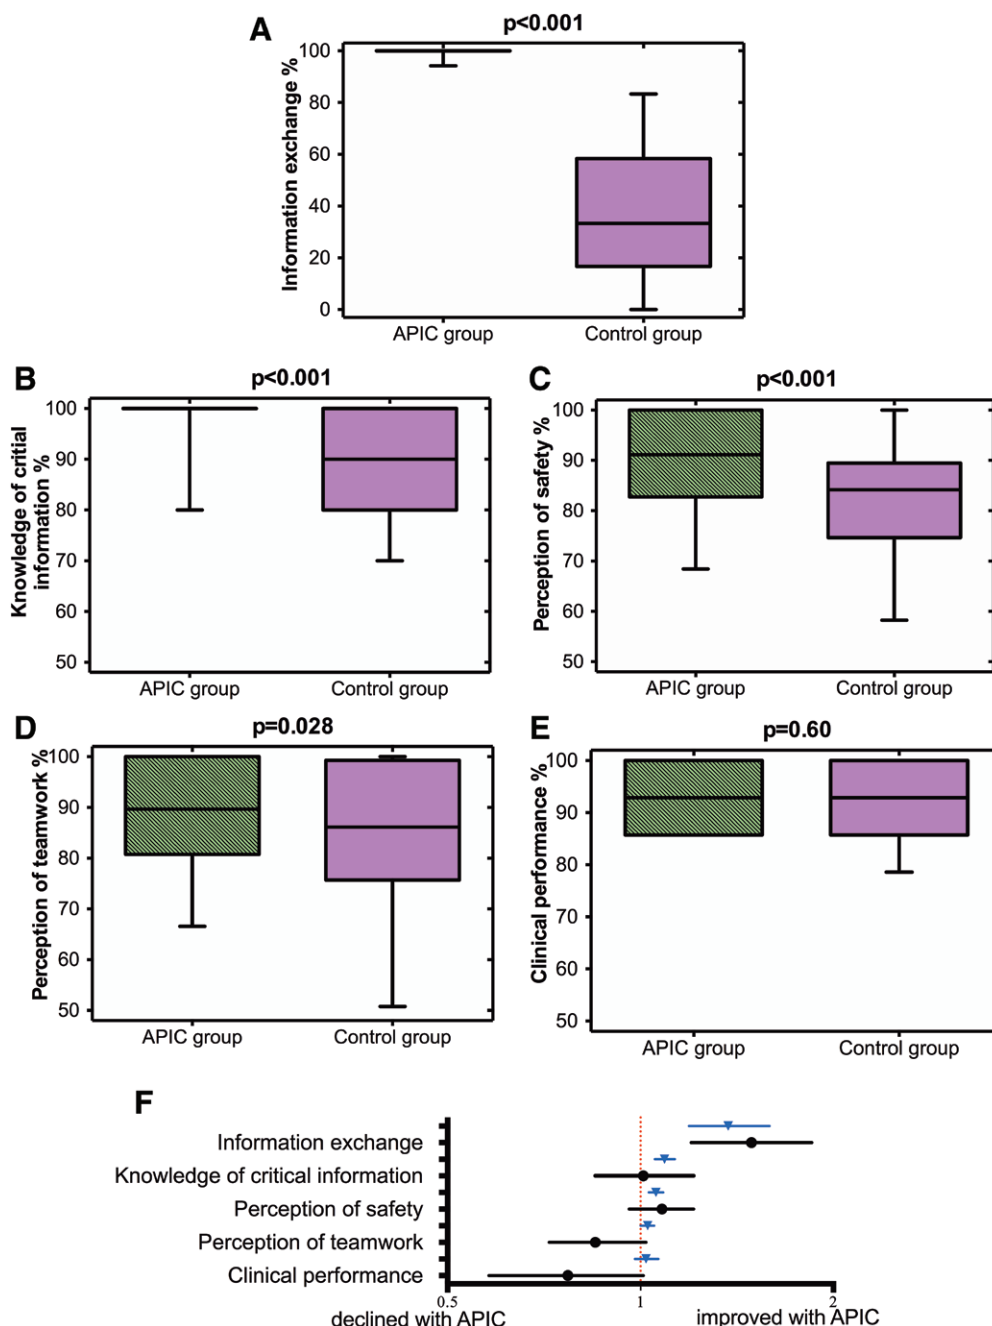 A
p<0.001
Information exchange %
100
80
60
40
20
0
APIC group
Control group
B
p<0.001
Knowledge of critial
information %
100
90
80
70
60
50
APIC group
Control group
C
p<0.001
Perception of safety %
100
90
80
70
60
50
APIC group
Control group
D
p=0.028
Perception of teamwork %
100
90
80
70
60
50
APIC group
Control group
E
p=0.60
Clinical performance %
100
90
80
70
60
50
APIC group
Control group
F
Information exchange
Knowledge of critical information
Perception of safety
Perception of teamwork
Clinical performance
0.5
1
2
declined with APIC
improved with APIC